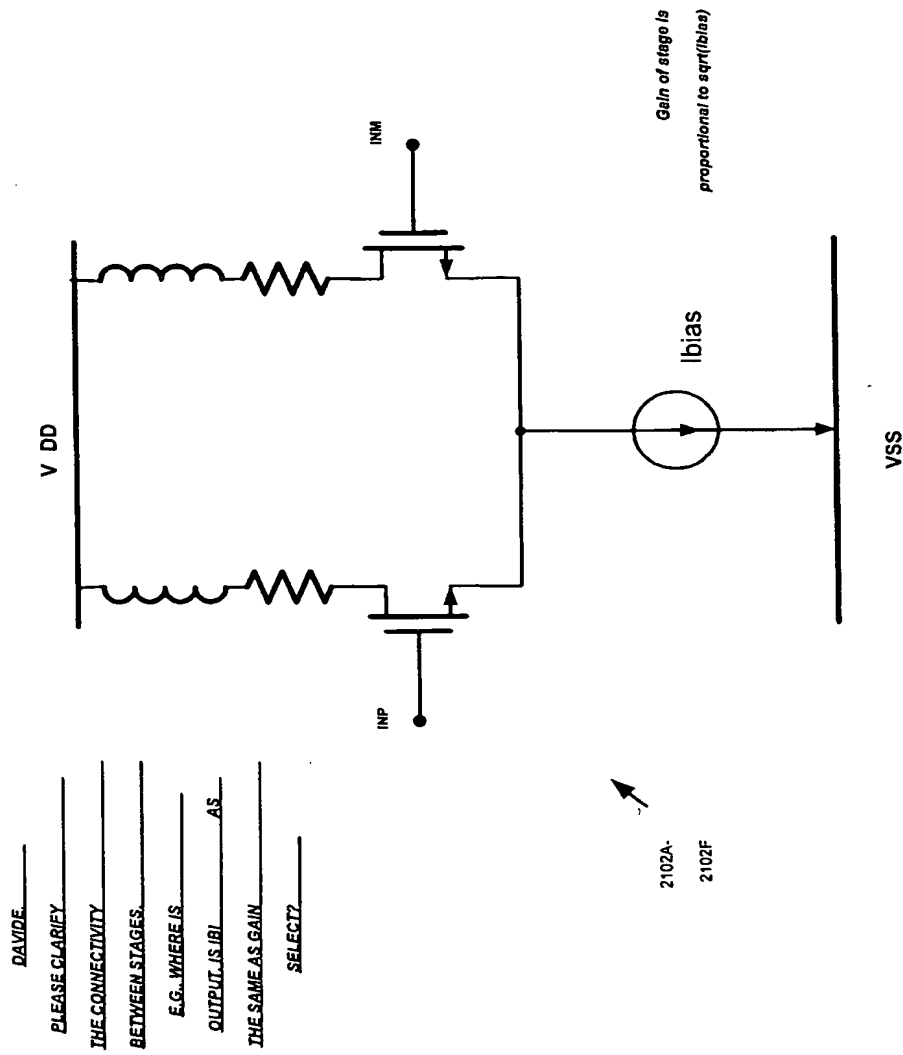 DAVIDE,
PLEASE CLARIFY
THE CONNECTIVITY
BETWEEN STAGES.
E.G., WHERE IS
OUTPUT. IS IBI AS
THE SAME AS GAIN
SELECT?
V DD
INP
INM
Ibias
VSS
Gain of stage is
proportional to sqrt(Ibias)
2102A-
2102F